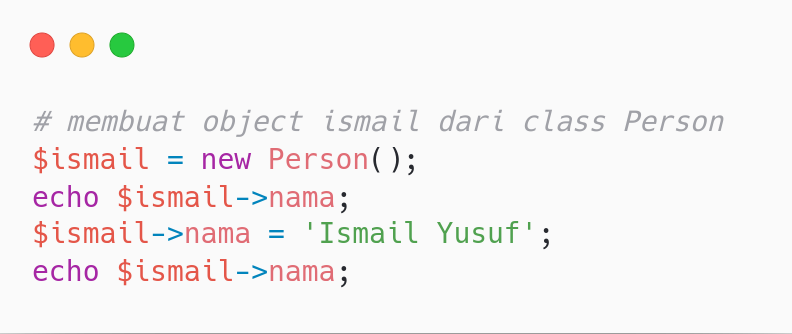 # membuat object ismail dari class Person
$ismail = new Person();
echo $ismail->nama;
$ismail->nama = 'Ismail Yusuf';
echo $ismail->nama;